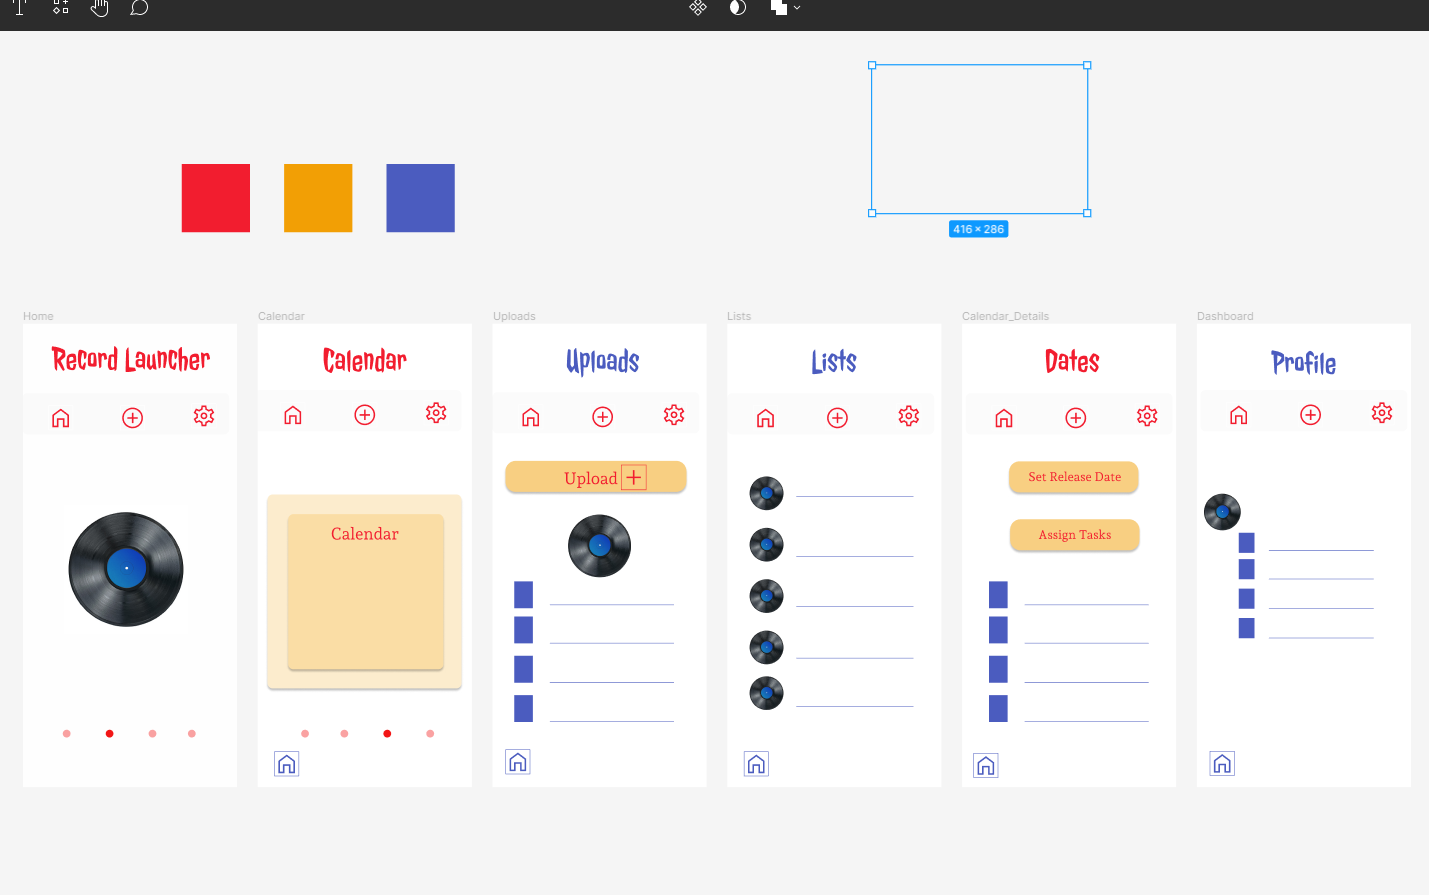 416 × 286
Home
Calendar
Uploads
Lists
Calendar_Details
Dashboard
Record Launcher
Calendar
Uploads
Lists
Dates
Profile
Upload
Set Release Date
Calendar
Assign Tasks